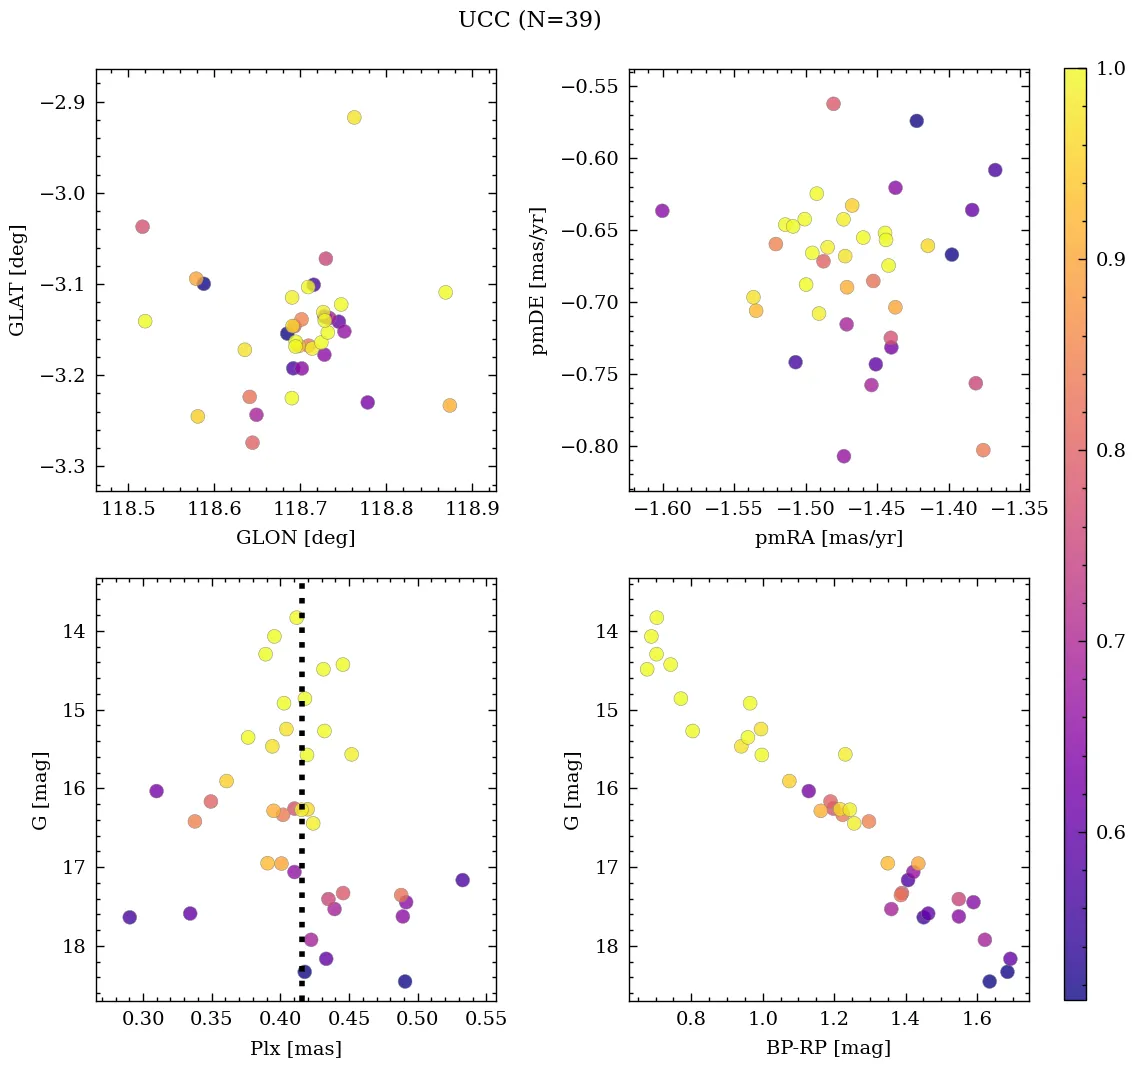 UCC (N=39)
−2.9
−3.0
−3.1
−3.2
−3.3
GLAT [deg]
118.5 118.6 118.7 118.8 118.9
GLON [deg]
−0.55
−0.60
−0.65
−0.70
−0.75
−0.80
pmDE [mas/yr]
−1.60 −1.55 −1.50 −1.45 −1.40 −1.35
pmRA [mas/yr]
1.0
0.9
0.8
0.7
0.6
14
15
16
17
18
G [mag]
0.30 0.35 0.40 0.45 0.50 0.55
Plx [mas]
14
15
16
17
18
G [mag]
0.8 1.0 1.2 1.4 1.6
BP-RP [mag]